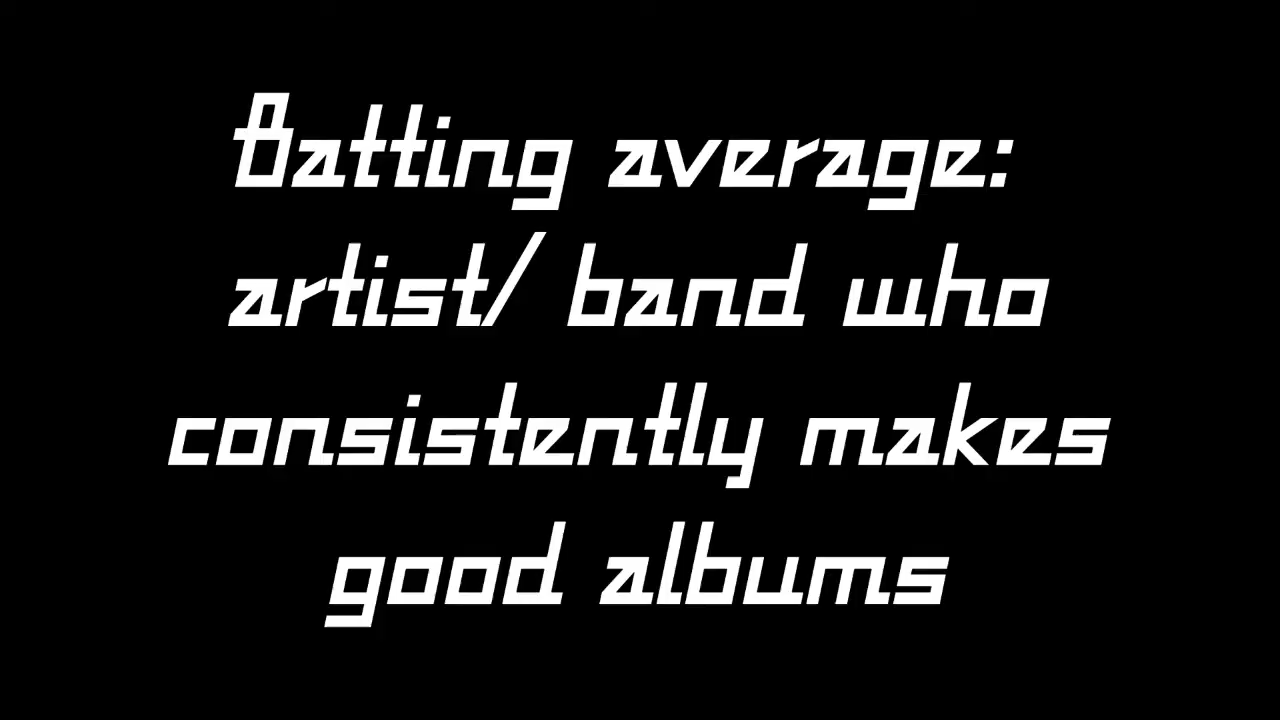 Batting average:
artist/ band who
consistently makes
good albums